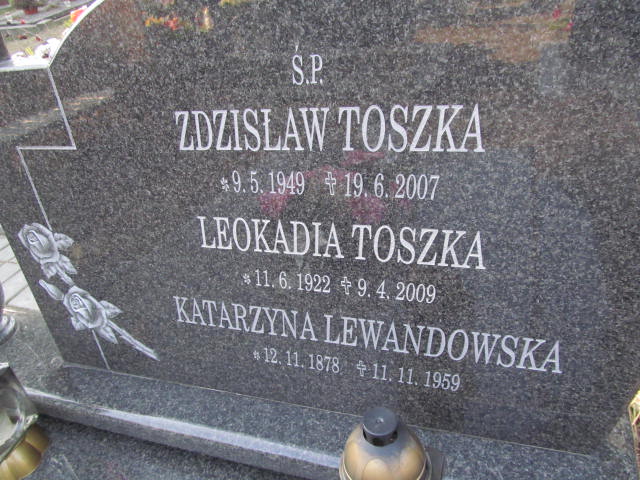 Ś.P.
ZDZISŁAW TOSZKA
* 9. 5. 1949 ✝ 19. 6. 2007
LEOKADIA TOSZKA
* 11. 6. 1922 ✝ 9. 4. 2009
KATARZYNA LEWANDOWSKA
* 12. 11. 1878 ✝ 11. 11. 1959